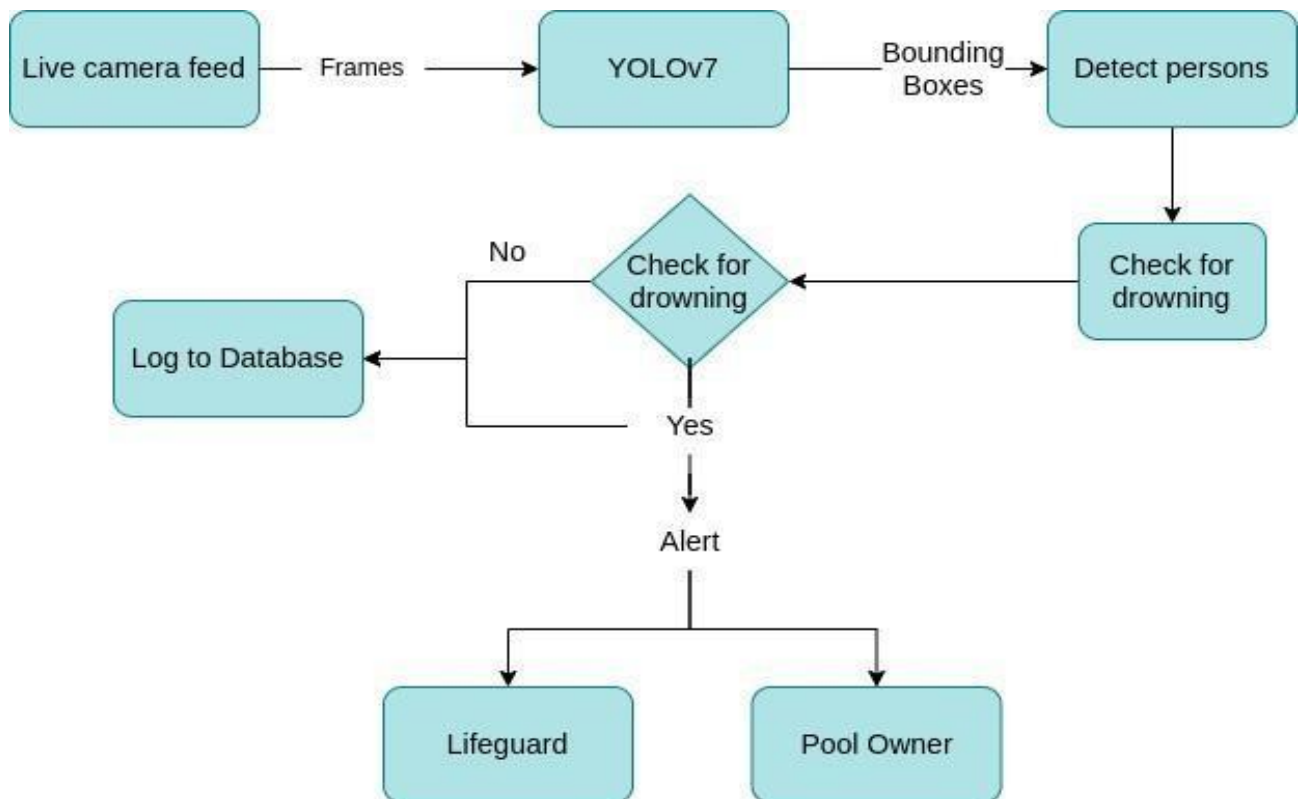 Live camera feed
Frames
YOLOv7
Bounding
Boxes
Detect persons
No
Check for
drowning
Check for
drowning
Log to Database
Yes
Alert
Lifeguard
Pool Owner